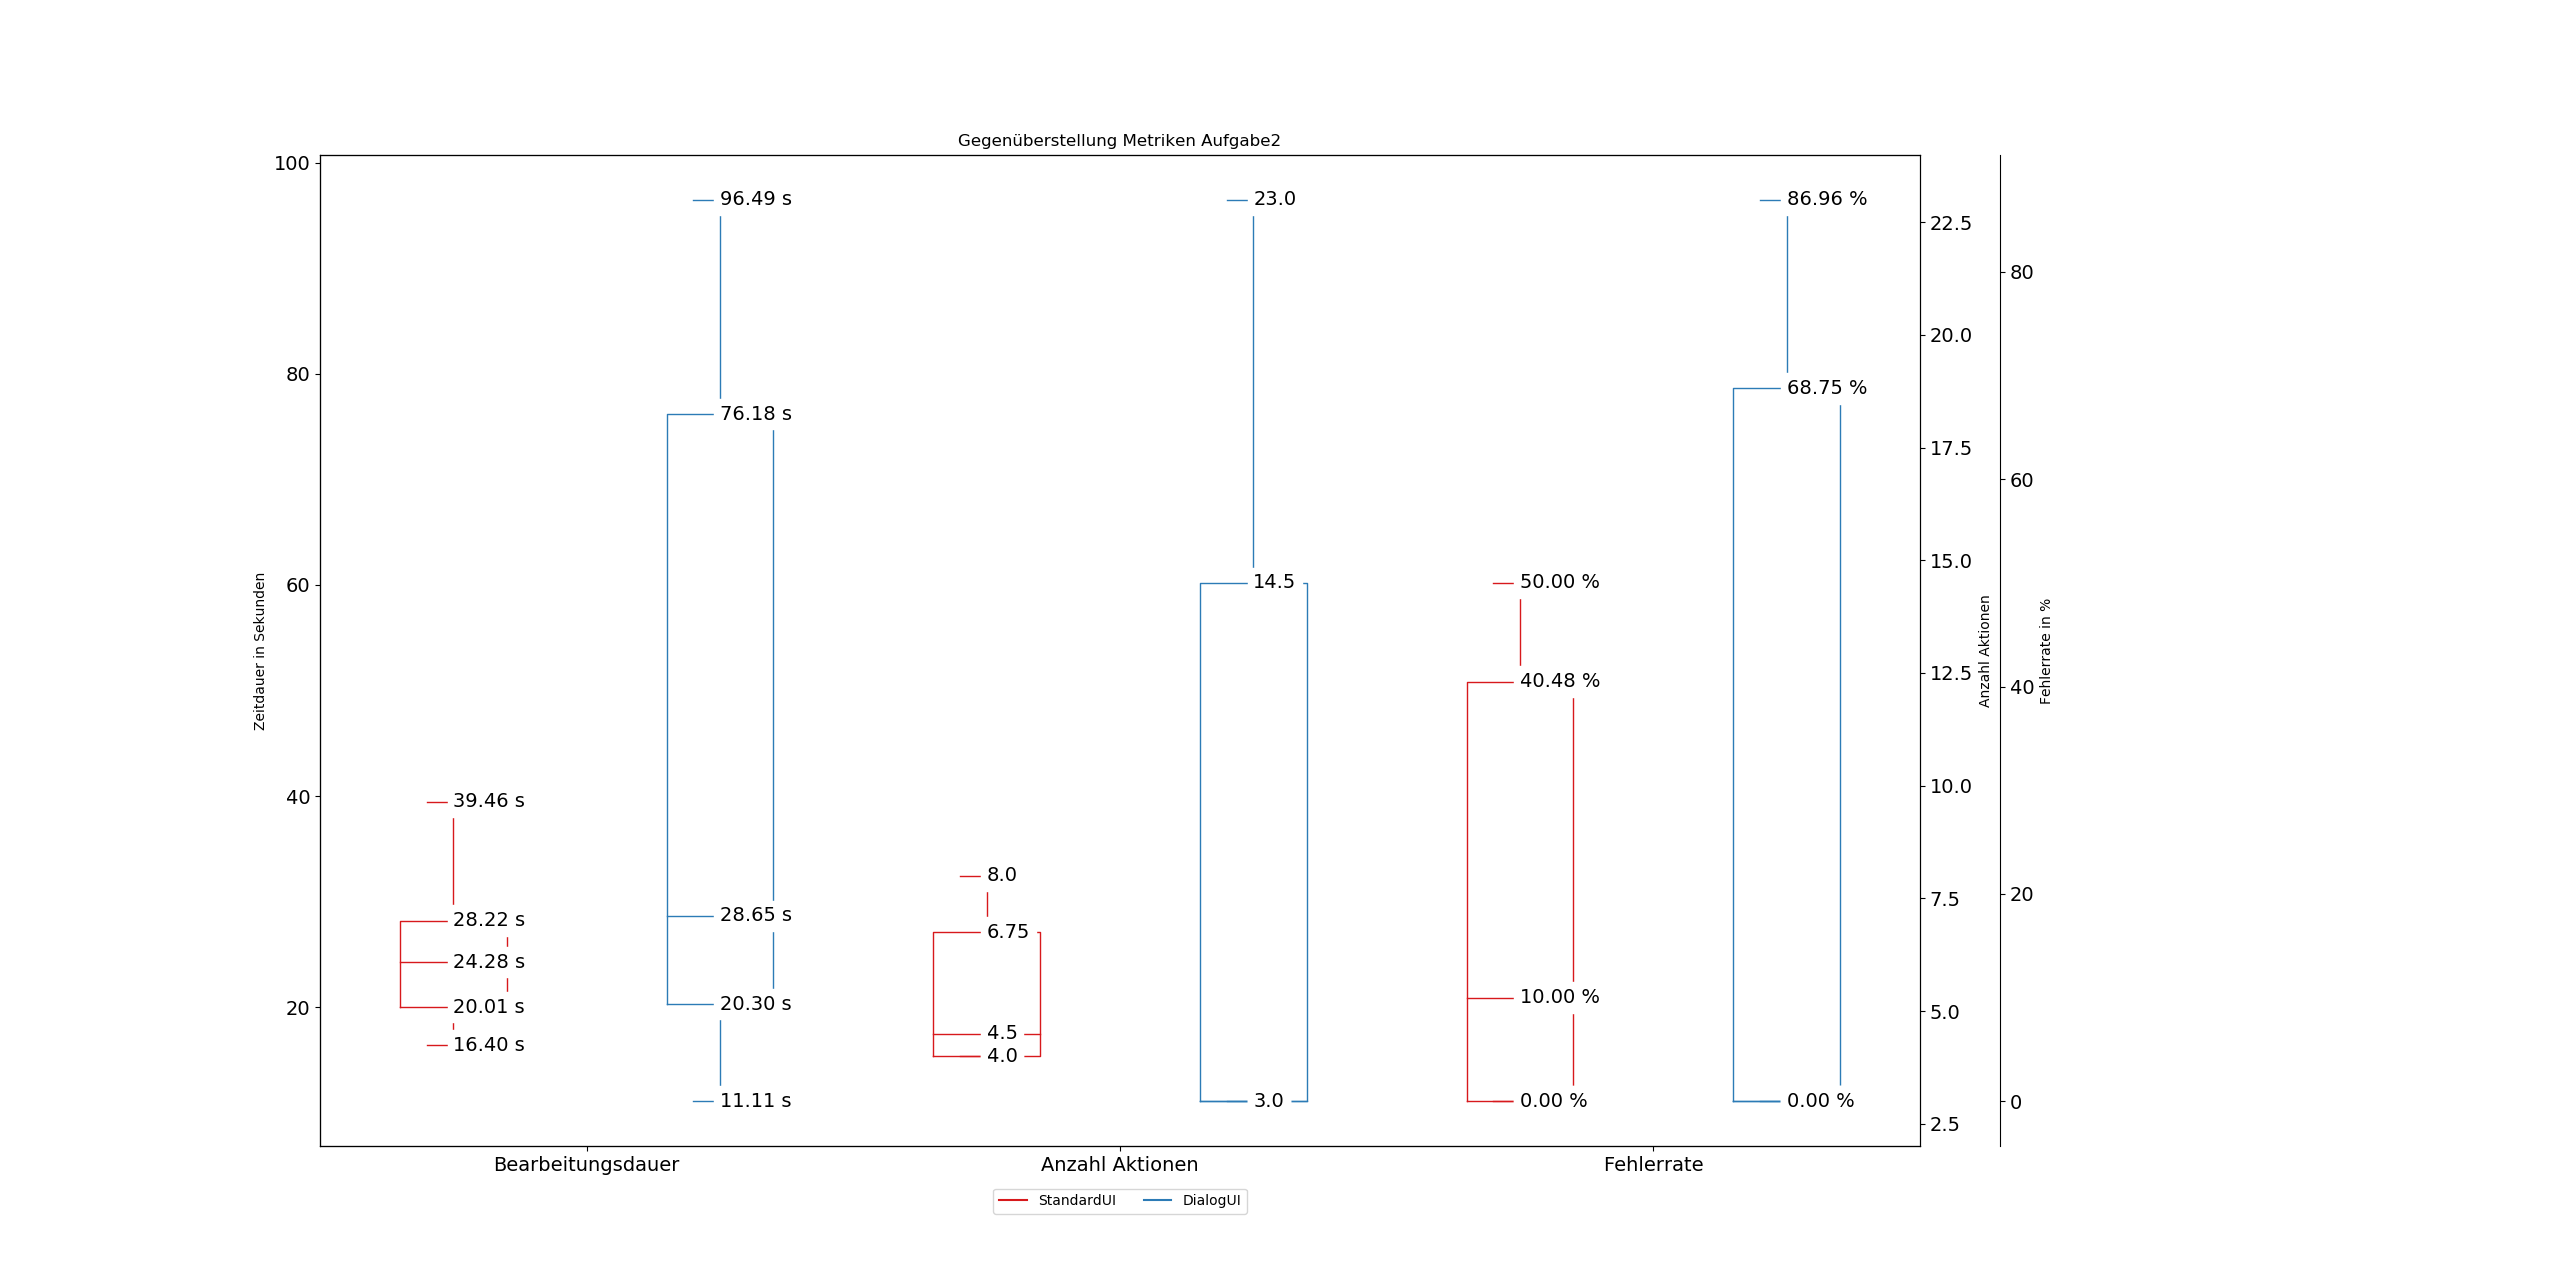 Gegenüberstellung Metriken Aufgabe2
100
80
60
40
20
Zeitdauer in Sekunden
39.46 s
28.22 s
24.28 s
20.01 s
16.40 s
96.49 s
76.18 s
28.65 s
20.30 s
11.11 s
8.0
6.75
4.5
4.0
23.0
14.5
3.0
50.00 %
40.48 %
10.00 %
0.00 %
86.96 %
68.75 %
0.00 %
22.5
20.0
17.5
15.0
12.5
10.0
7.5
5.0
2.5
Anzahl Aktionen
80
60
40
20
0
Fehlerrate in %
Bearbeitungsdauer
Anzahl Aktionen
Fehlerrate
StandardUI
DialogUI